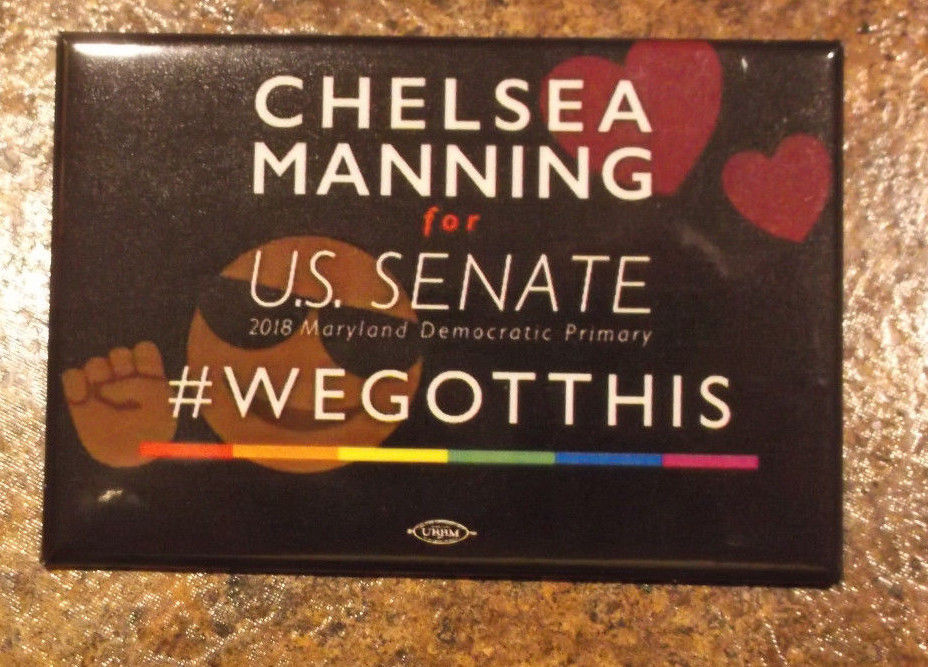 CHELSEA
MANNING
for
U.S. SENATE
2018 Maryland Democratic Primary
#WEGOTTHIS